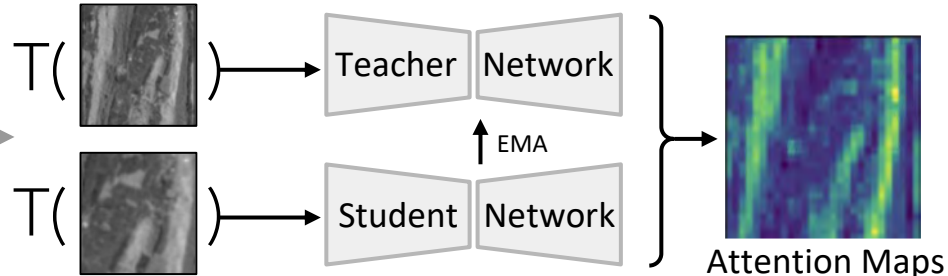 T( )
Teacher Network
EMA
T( )
Student Network
Attention Maps